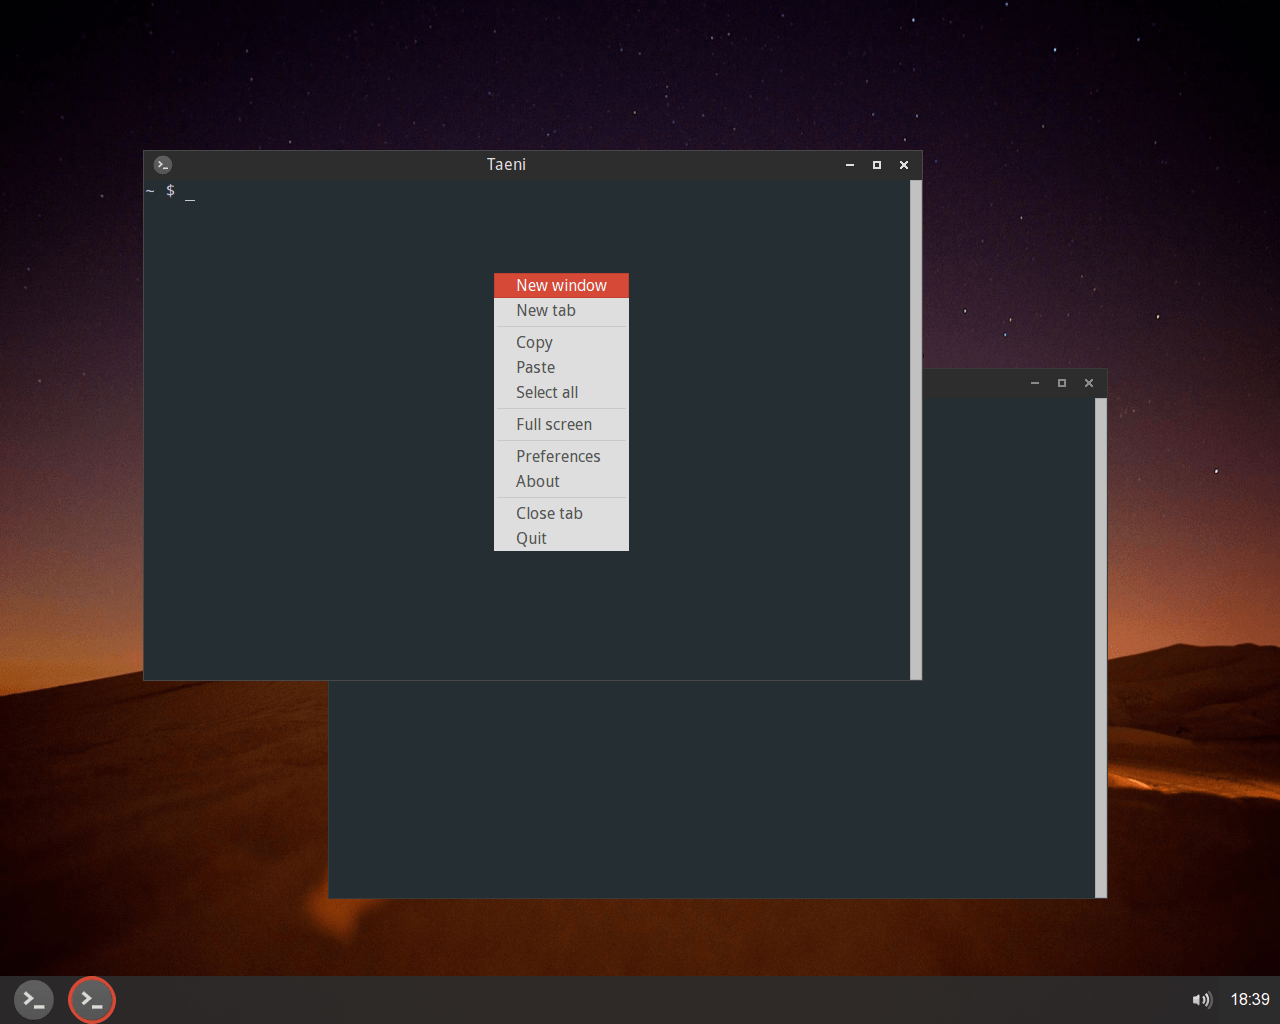 Taeni
~ $ _
New window
New tab
Copy
Paste
Select all
Full screen
Preferences
About
Close tab
Quit
18:39